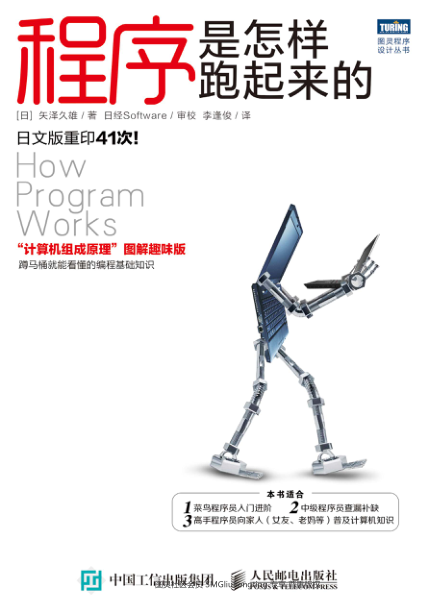 程序是怎样跑起来的
TURING
图灵程序
设计丛书
[日] 矢泽久雄 / 著 日经Software / 审校 李逢俊 / 译
日文版重印41次!
How
Program
Works
“计算机组成原理”图解趣味版
蹲马桶就能看懂的编程基础知识
本书适合
1 菜鸟程序员入门进阶 2 中级程序员查漏补缺
3 高手程序员向家人（女友、老妈等）普及计算机知识
中国工信出版集团 人民邮电出版社
POSTS & TELECOM PRESS